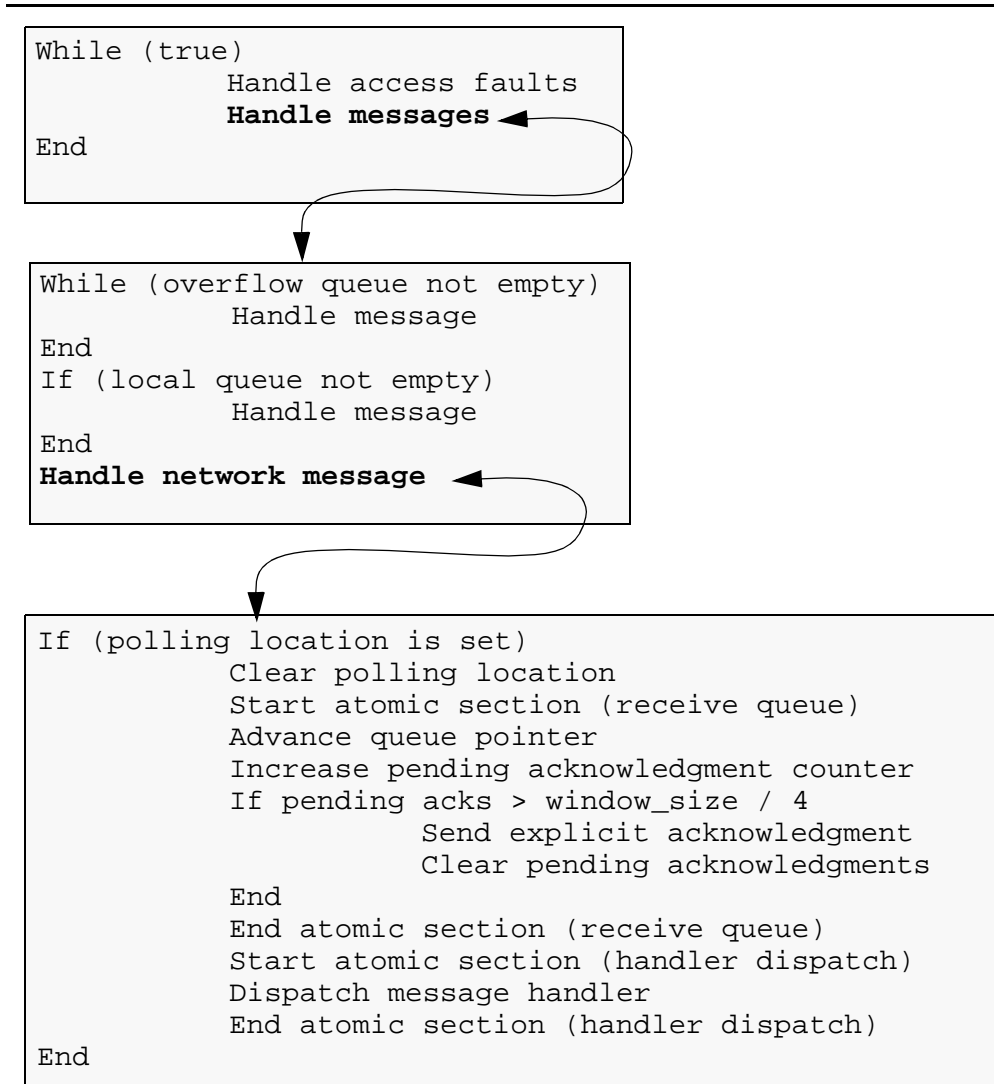 While (true)
Handle access faults
Handle messages
End
While (overflow queue not empty)
Handle message
End
If (local queue not empty)
Handle message
End
Handle network message
If (polling location is set)
Clear polling location
Start atomic section (receive queue)
Advance queue pointer
Increase pending acknowledgment counter
If pending acks > window_size / 4
Send explicit acknowledgment
Clear pending acknowledgments
End
End atomic section (receive queue)
Start atomic section (handler dispatch)
Dispatch message handler
End atomic section (handler dispatch)
End